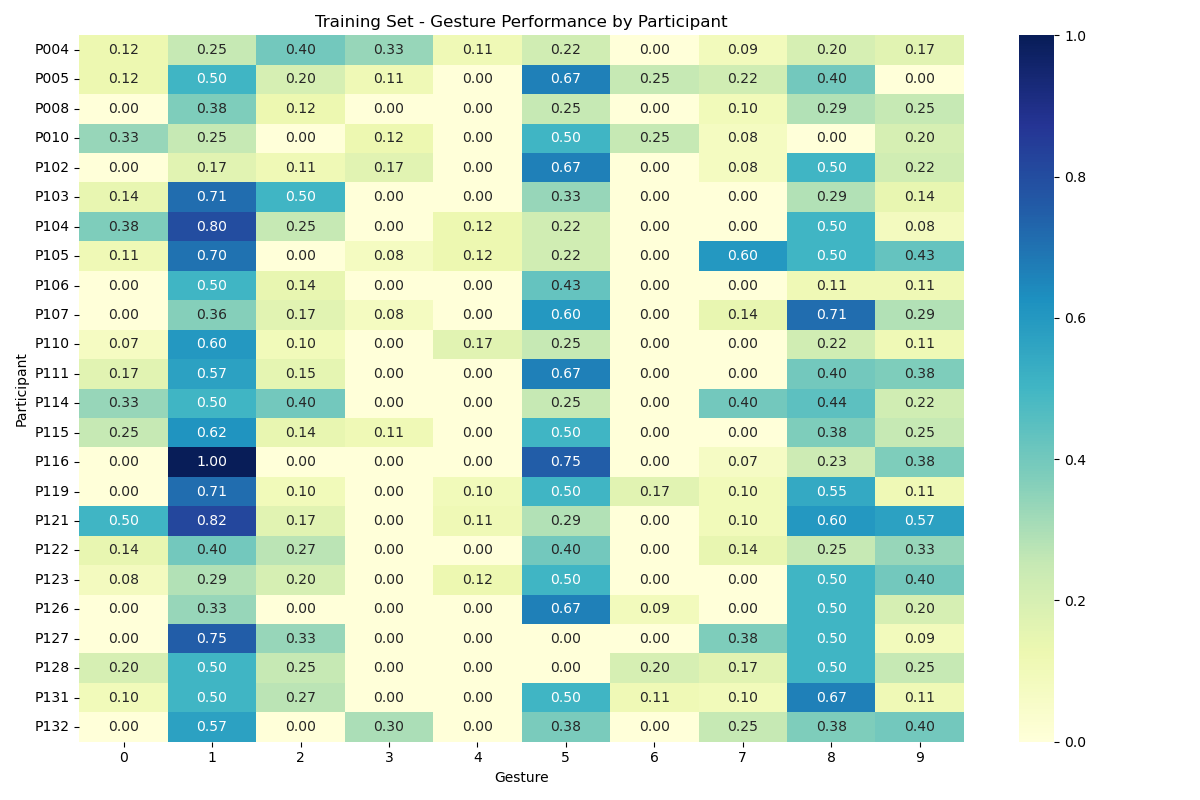 Training Set - Gesture Performance by Participant
P004 0.12 0.25 0.40 0.33 0.11 0.22 0.00 0.09 0.20 0.17
P005 0.12 0.50 0.20 0.11 0.00 0.67 0.25 0.22 0.40 0.00
P008 0.00 0.38 0.12 0.00 0.00 0.25 0.00 0.10 0.29 0.25
P010 0.33 0.25 0.00 0.12 0.00 0.50 0.25 0.08 0.00 0.20
P102 0.00 0.17 0.11 0.17 0.00 0.67 0.00 0.08 0.50 0.22
P103 0.14 0.71 0.50 0.00 0.00 0.33 0.00 0.00 0.29 0.14
P104 0.38 0.80 0.25 0.00 0.12 0.22 0.00 0.00 0.50 0.08
P105 0.11 0.70 0.00 0.08 0.12 0.22 0.00 0.60 0.50 0.43
P106 0.00 0.50 0.14 0.00 0.00 0.43 0.00 0.00 0.11 0.11
P107 0.00 0.36 0.17 0.08 0.00 0.60 0.00 0.14 0.71 0.29
P110 0.07 0.60 0.10 0.00 0.17 0.25 0.00 0.00 0.22 0.11
P111 0.17 0.57 0.15 0.00 0.00 0.67 0.00 0.00 0.40 0.38
P114 0.33 0.50 0.40 0.00 0.00 0.25 0.00 0.40 0.44 0.22
P115 0.25 0.62 0.14 0.11 0.00 0.50 0.00 0.00 0.38 0.25
P116 0.00 1.00 0.00 0.00 0.00 0.75 0.00 0.07 0.23 0.38
P119 0.00 0.71 0.10 0.00 0.10 0.50 0.17 0.10 0.55 0.11
P121 0.50 0.82 0.17 0.00 0.11 0.29 0.00 0.10 0.60 0.57
P122 0.14 0.40 0.27 0.00 0.00 0.40 0.00 0.14 0.25 0.33
P123 0.08 0.29 0.20 0.00 0.12 0.50 0.00 0.00 0.50 0.40
P126 0.00 0.33 0.00 0.00 0.00 0.67 0.09 0.00 0.50 0.20
P127 0.00 0.75 0.33 0.00 0.00 0.00 0.00 0.38 0.50 0.09
P128 0.20 0.50 0.25 0.00 0.00 0.00 0.20 0.17 0.50 0.25
P131 0.10 0.50 0.27 0.00 0.00 0.50 0.11 0.10 0.67 0.11
P132 0.00 0.57 0.00 0.30 0.00 0.38 0.00 0.25 0.38 0.40
0 1 2 3 4 5 6 7 8 9
Gesture
Participant
1.0
0.8
0.6
0.4
0.2
0.0